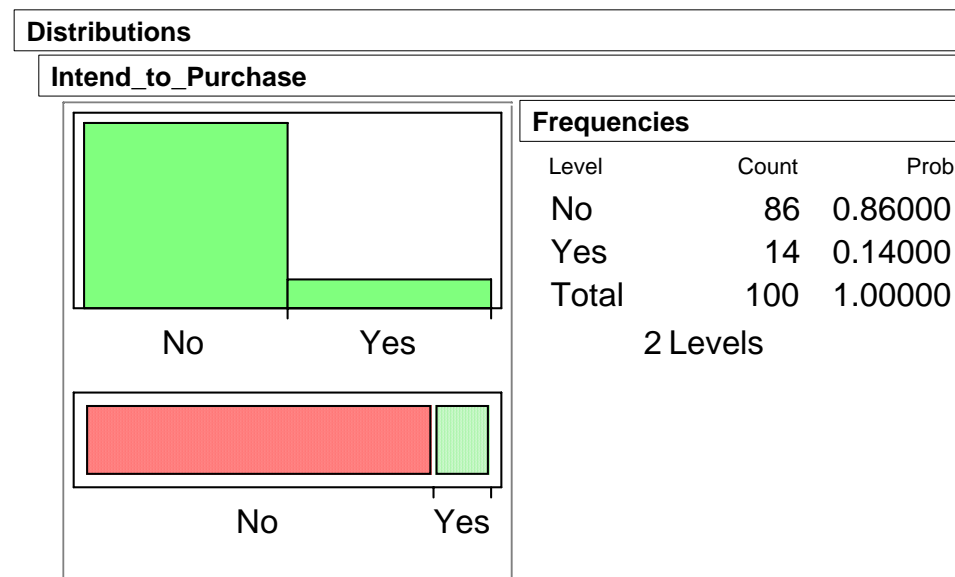 Distributions
Intend_to_Purchase
No Yes
No Yes
Frequencies
Level Count Prob
No 86 0.86000
Yes 14 0.14000
Total 100 1.00000
2 Levels